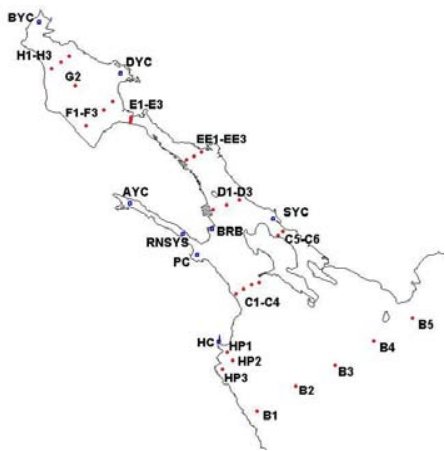 BYC
H1-H3
DYC
G2
F1-F3
E1-E3
EE1-EE3
AYC
D1-D3
SYC
RNSYS
BRB
C5-C6
PC
C1-C4
B5
HC
HP1
B4
HP2
B3
HP3
B2
B1